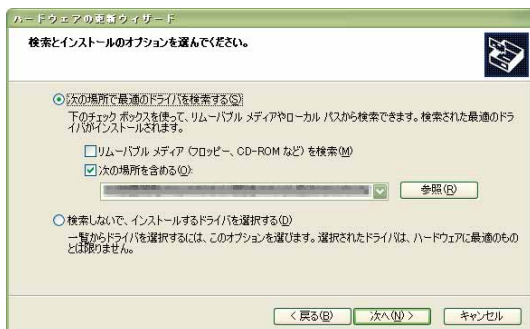 ハードウェアの更新ウィザード
検索とインストールのオプションを選んでください。
次の場所で最適のドライバを検索する(S)
下のチェック ボックスを使って、リムーバブル メディアやローカル パスから検索できます。検索された最適のドラ
イバがインストールされます。
リムーバブル メディア (フロッピー、CD-ROM など) を検索(M)
次の場所を含める(O):
参照(R)
検索しないで、インストールするドライバを選択する(D)
一覧からドライバを選択するには、このオプションを選びます。選択されたドライバは、ハードウェアに最適のもの
とは限りません。
< 戻る(B) 次へ(N) > キャンセル